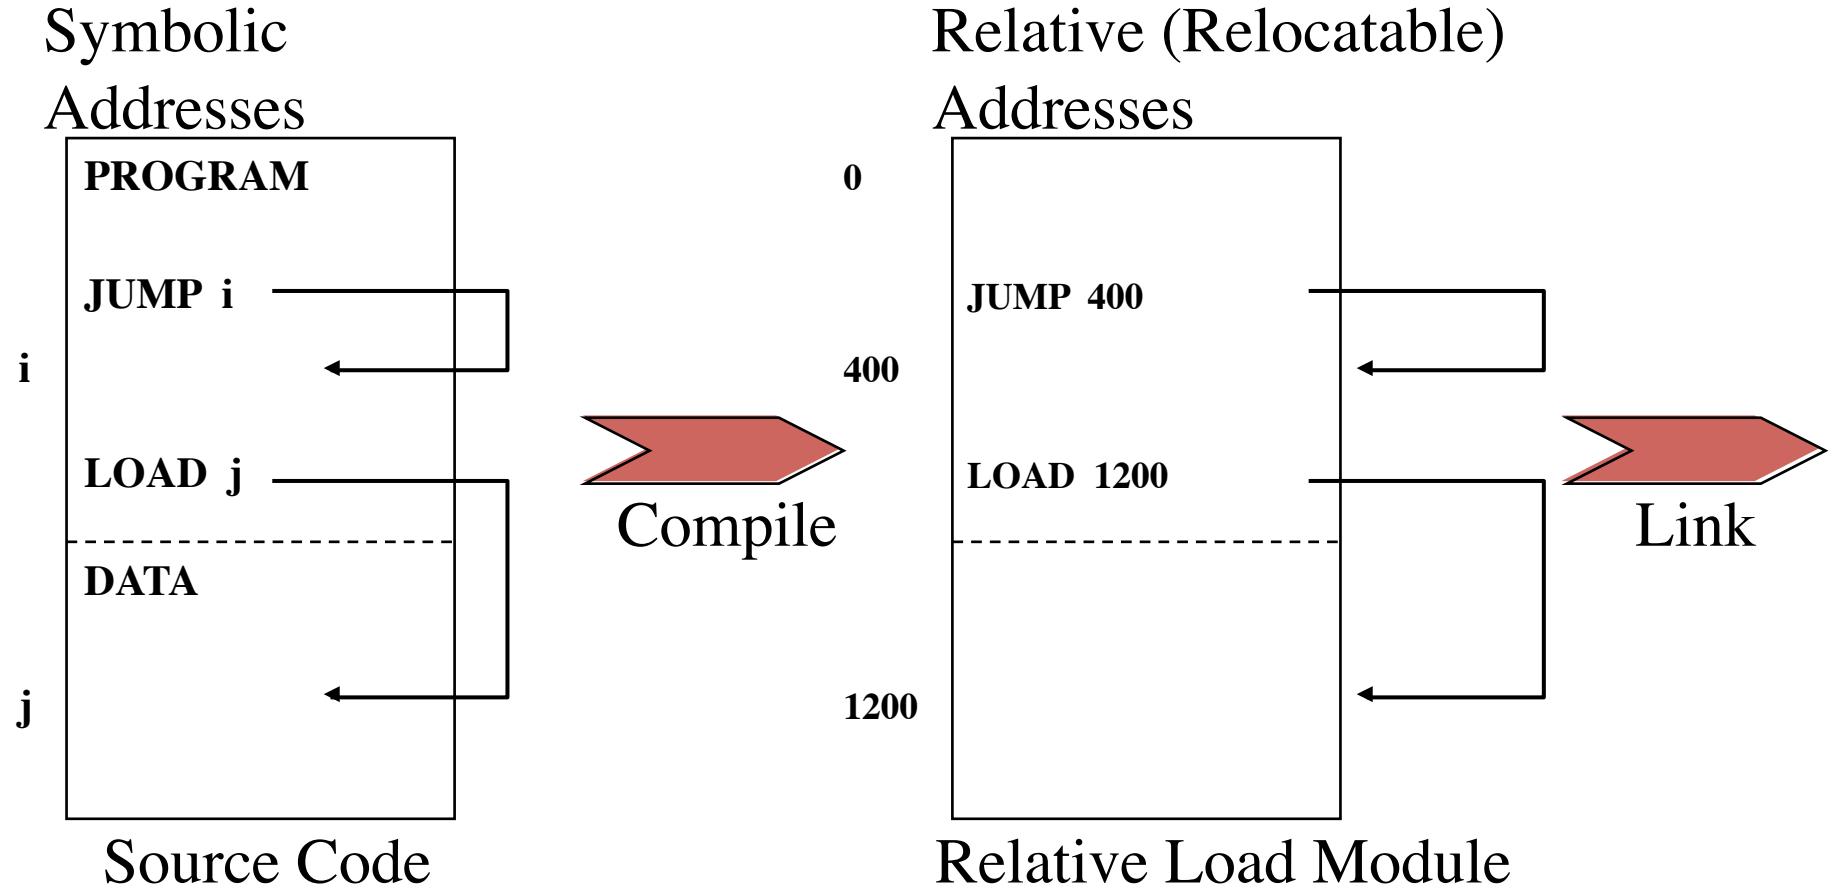 Symbolic
Addresses
PROGRAM
JUMP i
i
LOAD j
DATA
j
Source Code
Compile
Relative (Relocatable)
Addresses
0
JUMP 400
400
LOAD 1200
1200
Relative Load Module
Link